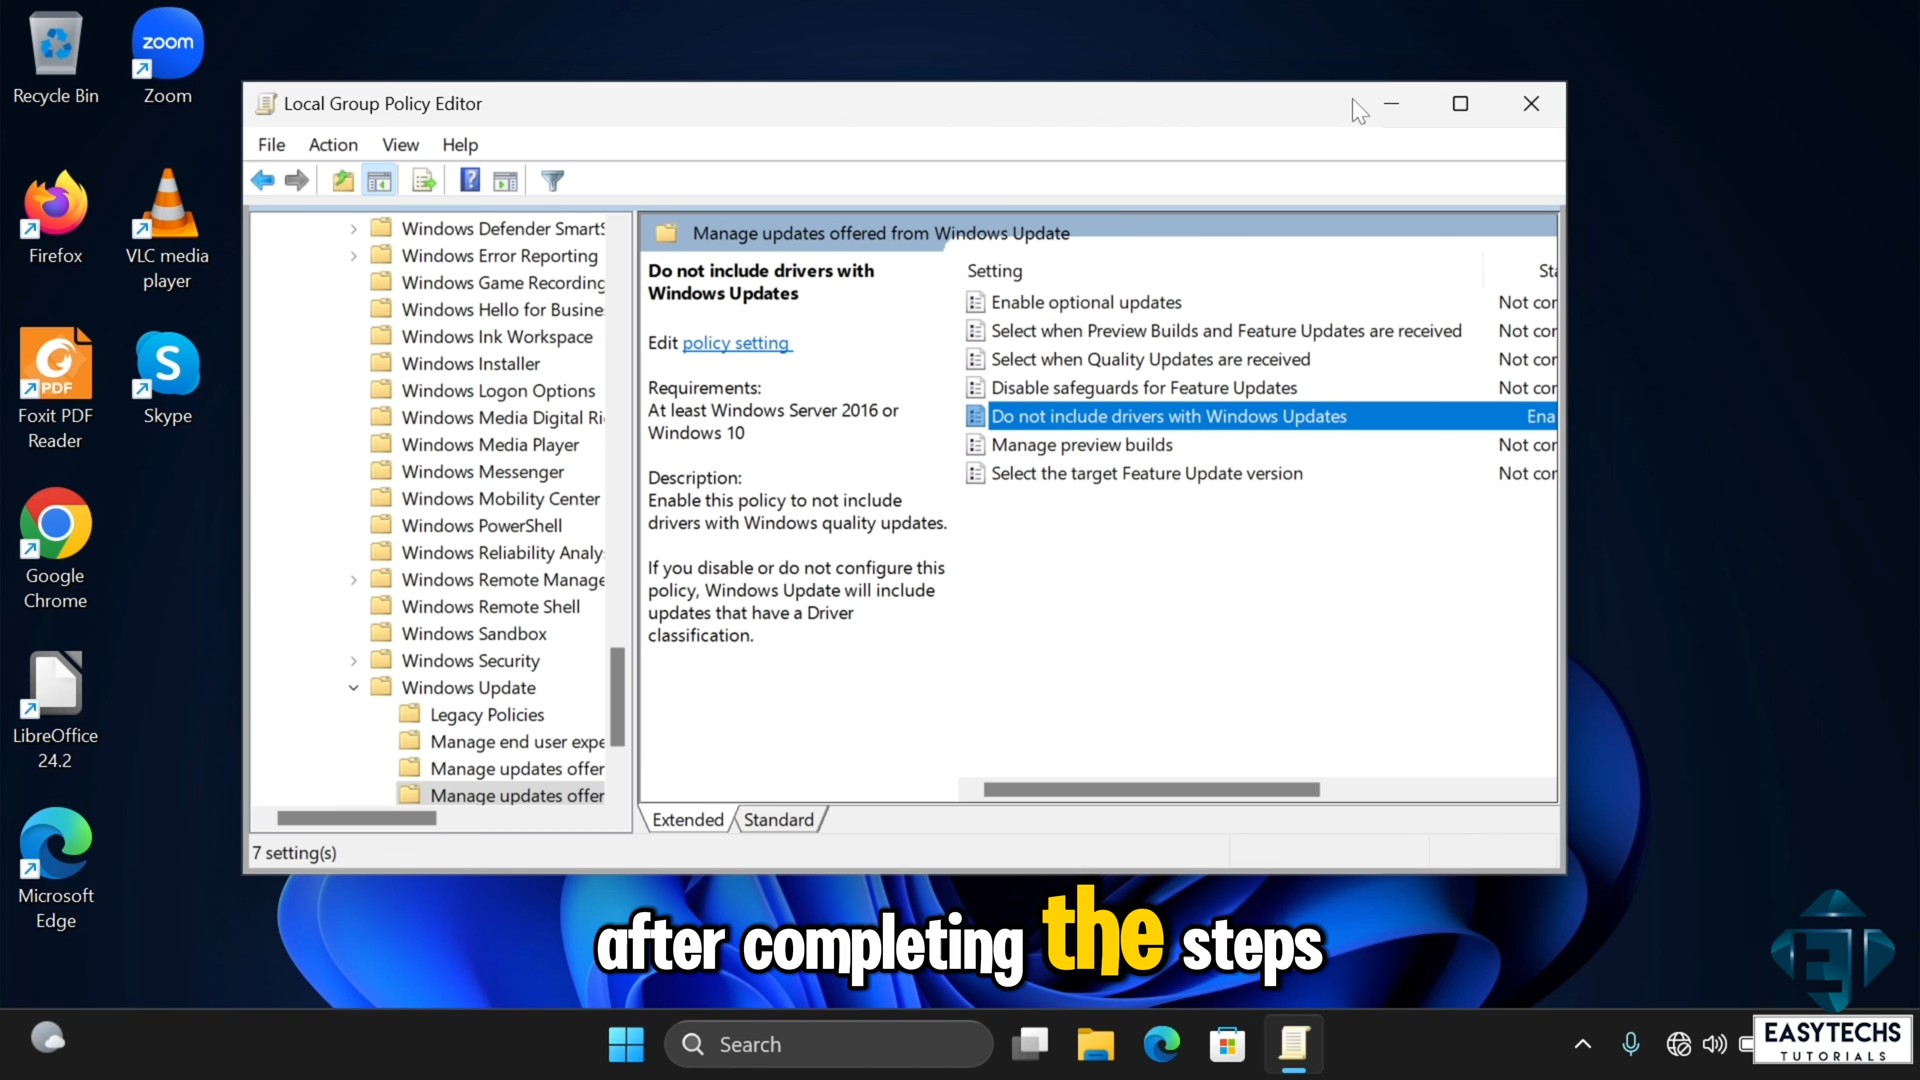 Recycle Bin
zoom
Zoom
Firefox
VLC media
player
PDF
Foxit PDF
Reader
S
Skype
Google
Chrome
LibreOffice
24.2
Microsoft
Edge
Local Group Policy Editor
File Action View Help
Windows Defender SmartS
Windows Error Reporting
Windows Game Recording
Windows Hello for Busine
Windows Ink Workspace
Windows Installer
Windows Logon Options
Windows Media Digital Ri
Windows Media Player
Windows Messenger
Windows Mobility Center
Windows PowerShell
Windows Reliability Analy
Windows Remote Manage
Windows Remote Shell
Windows Sandbox
Windows Security
Windows Update
Legacy Policies
Manage end user expe
Manage updates offer
Manage updates offer
Manage updates offered from Windows Update
Do not include drivers with
Windows Updates
Edit policy setting
Requirements:
At least Windows Server 2016 or
Windows 10
Description:
Enable this policy to not include
drivers with Windows quality updates.
If you disable or do not configure this
policy, Windows Update will include
updates that have a Driver
classification.
Setting Sta
Enable optional updates Not cor
Select when Preview Builds and Feature Updates are received Not cor
Select when Quality Updates are received Not cor
Disable safeguards for Feature Updates Not cor
Do not include drivers with Windows Updates Ena
Manage preview builds Not cor
Select the target Feature Update version Not cor
Extended Standard
7 setting(s)
after completing the steps
ET
Search
EASYTECHS
TUTORIALS